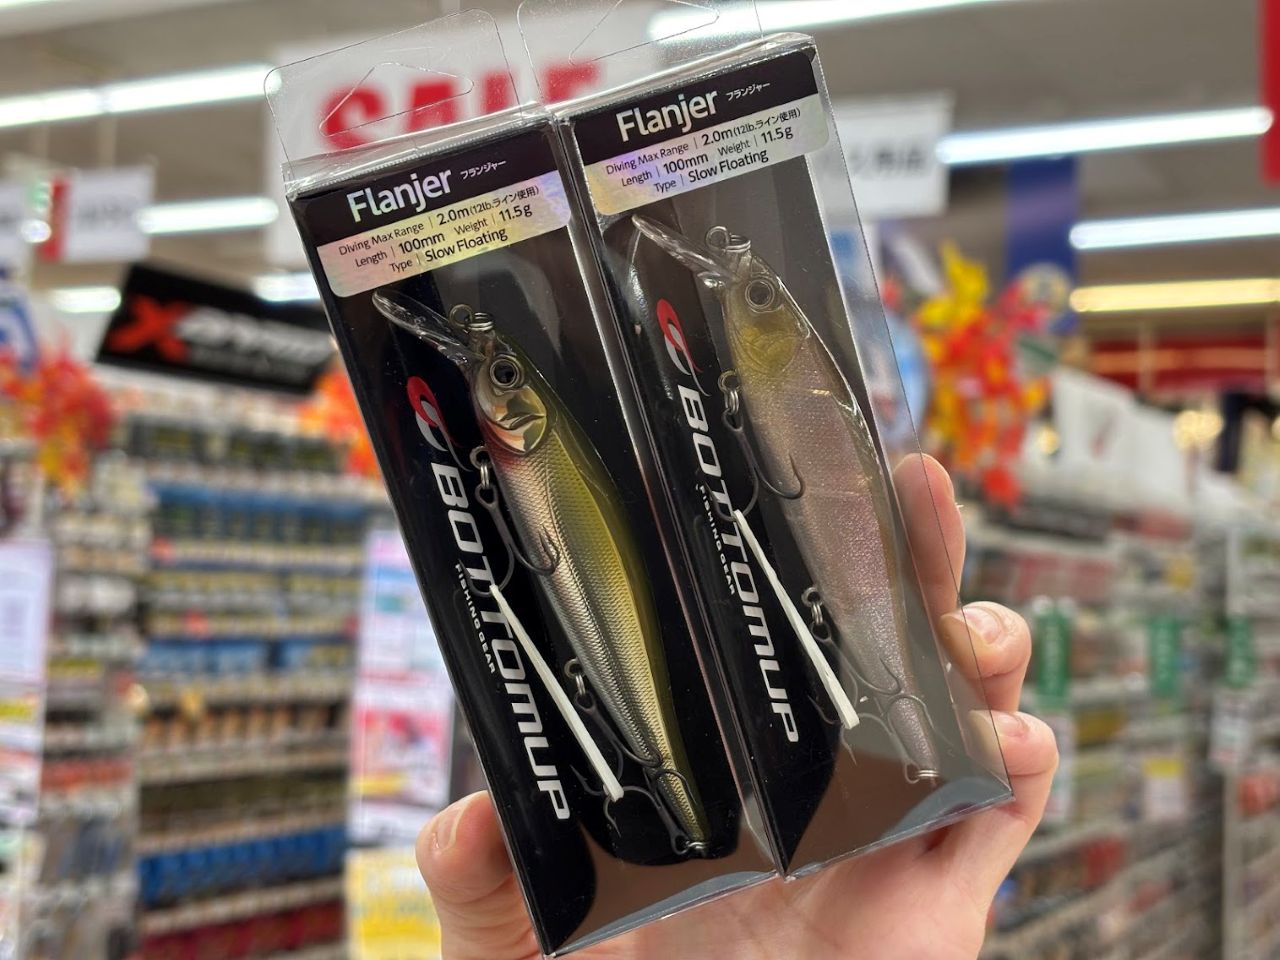 SALE
Flanjer フランジャー
Diving Max Range | 2.0m(12lb.ライン使用)
Length | 100mm Weight | 11.5g
Type | Slow Floating
BOTTOMUP
FISHING GEAR
Flanjer フランジャー
Diving Max Range | 2.0m(12lb.ライン使用)
Length | 100mm Weight | 11.5g
Type | Slow Floating
BOTTOMUP
FISHING GEAR